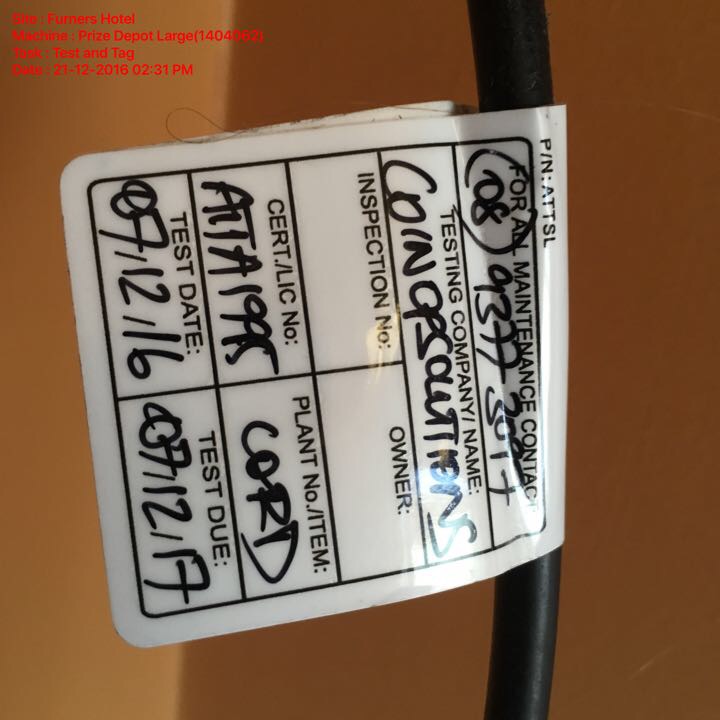 Site : Furners Hotel
Machine : Prize Depot Large(1404062)
Task : Test and Tag
Date : 21-12-2016 02:31 PM
P/N: ATTSL
FOR ALL MAINTENANCE CONTACT
(08) 9377 3077
TESTING COMPANY/ NAME:
COINOPSOLUTIONS
INSPECTION No: OWNER:
CERT./LIC No: PLANT No./ITEM:
ATTA1995 CORD
TEST DATE: TEST DUE:
07/12/16 07/12/17